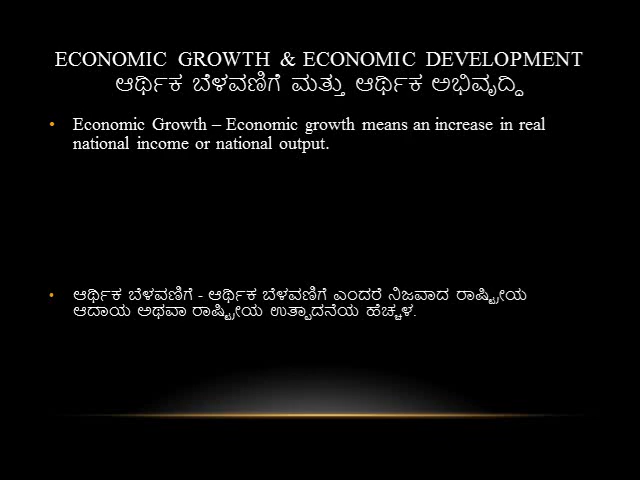 ECONOMIC GROWTH & ECONOMIC DEVELOPMENT
ಆರ್ಥಿಕ ಬೆಳವಣಿಗೆ ಮತ್ತು ಆರ್ಥಿಕ ಅಭಿವೃದ್ಧಿ
• Economic Growth – Economic growth means an increase in real
national income or national output.
• ಆರ್ಥಿಕ ಬೆಳವಣಿಗೆ - ಆರ್ಥಿಕ ಬೆಳವಣಿಗೆ ಎಂದರೆ ನಿಜವಾದ ರಾಷ್ಟ್ರೀಯ
ಆದಾಯ ಅಥವಾ ರಾಷ್ಟ್ರೀಯ ಉತ್ಪಾದನೆಯ ಹೆಚ್ಚಳ.